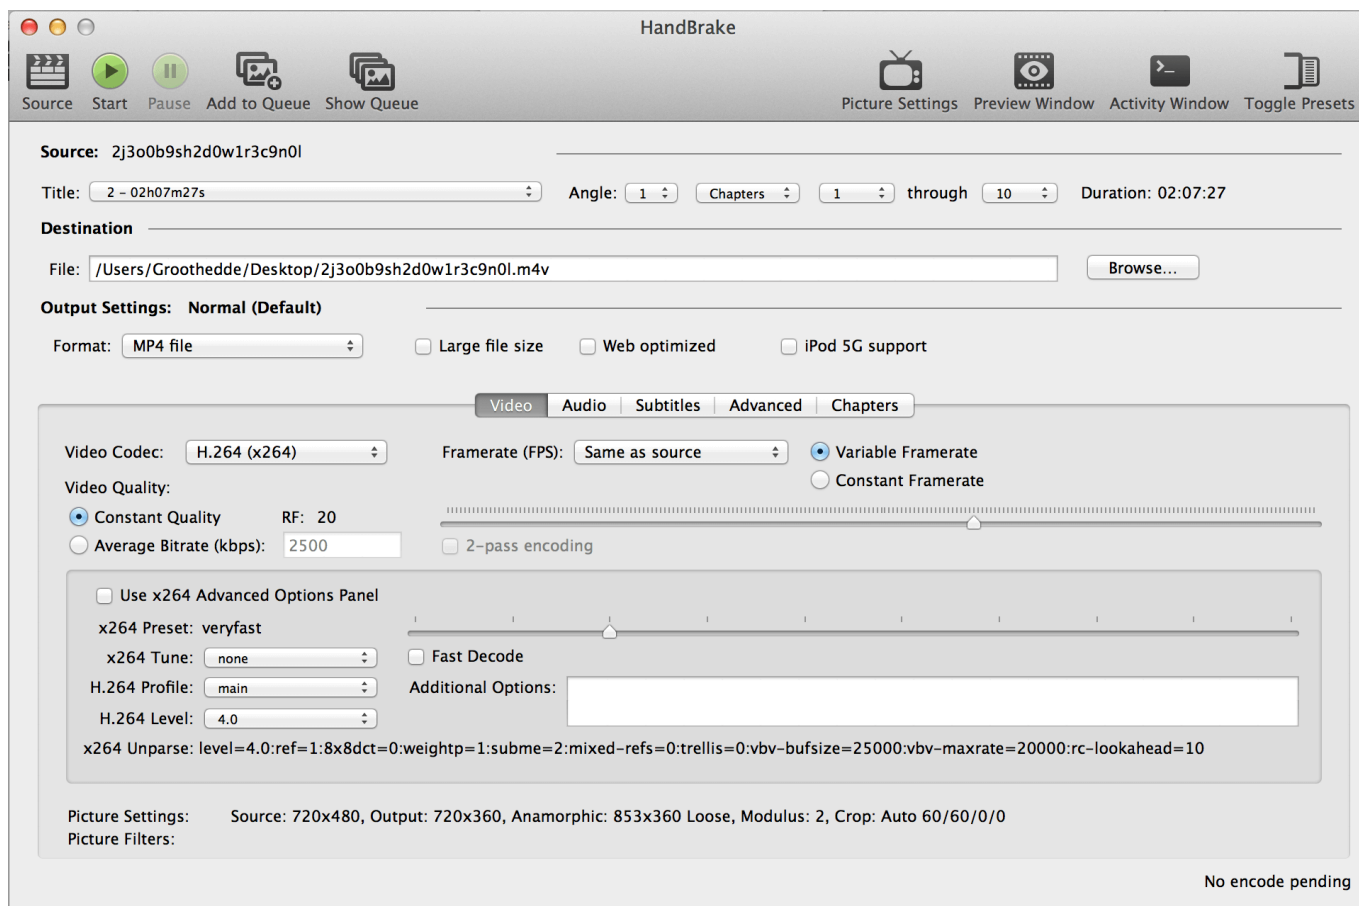 HandBrake
Source Start Pause Add to Queue Show Queue Picture Settings Preview Window Activity Window Toggle Presets
Source: 2j3o0b9sh2d0w1r3c9n0l
Title: 2 - 02h07m27s Angle: 1 Chapters 1 through 10 Duration: 02:07:27
Destination
File: /Users/Groothedde/Desktop/2j3o0b9sh2d0w1r3c9n0l.m4v Browse...
Output Settings: Normal (Default)
Format: MP4 file Large file size Web optimized iPod 5G support
Video Audio Subtitles Advanced Chapters
Video Codec: H.264 (x264) Framerate (FPS): Same as source Variable Framerate
Constant Framerate
Video Quality:
Constant Quality RF: 20
Average Bitrate (kbps): 2500 2-pass encoding
Use x264 Advanced Options Panel
x264 Preset: veryfast
x264 Tune: none Fast Decode
H.264 Profile: main Additional Options:
H.264 Level: 4.0
x264 Unparse: level=4.0:ref=1:8x8dct=0:weightp=1:subme=2:mixed-refs=0:trellis=0:vbv-bufsize=25000:vbv-maxrate=20000:rc-lookahead=10
Picture Settings: Source: 720x480, Output: 720x360, Anamorphic: 853x360 Loose, Modulus: 2, Crop: Auto 60/60/0/0
Picture Filters:
No encode pending